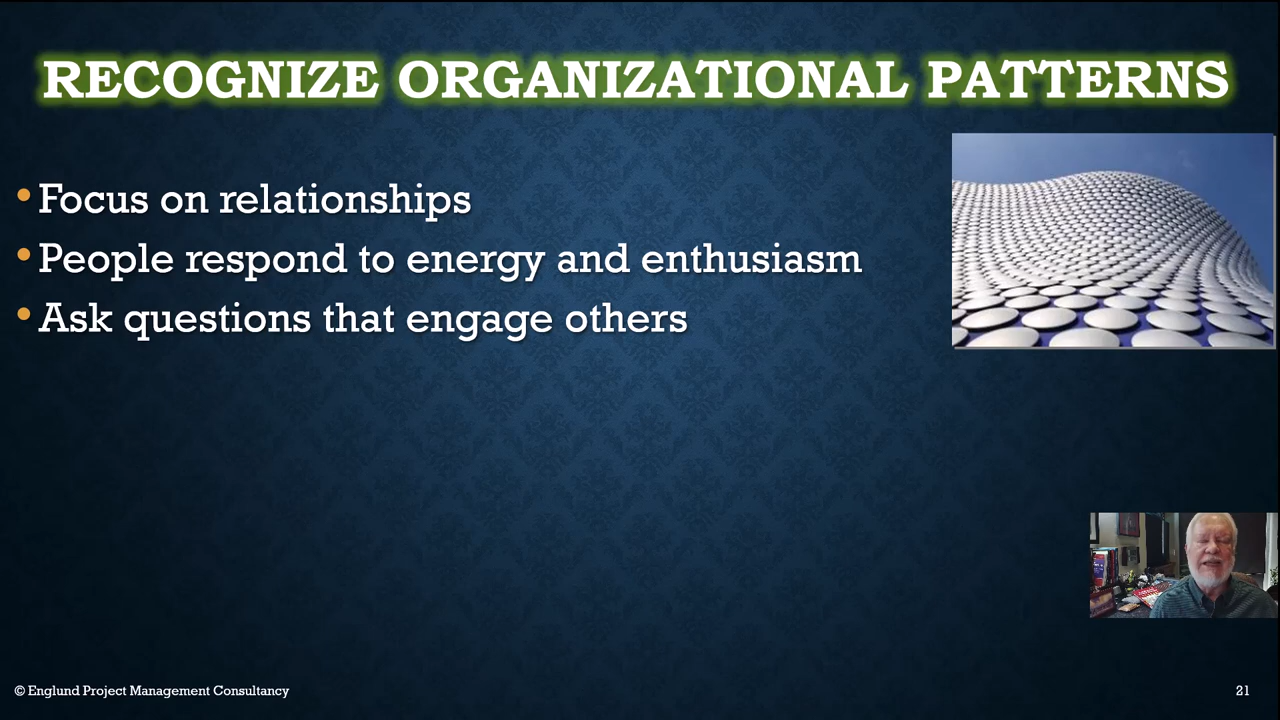 RECOGNIZE ORGANIZATIONAL PATTERNS
• Focus on relationships
• People respond to energy and enthusiasm
• Ask questions that engage others
© Englund Project Management Consultancy
21